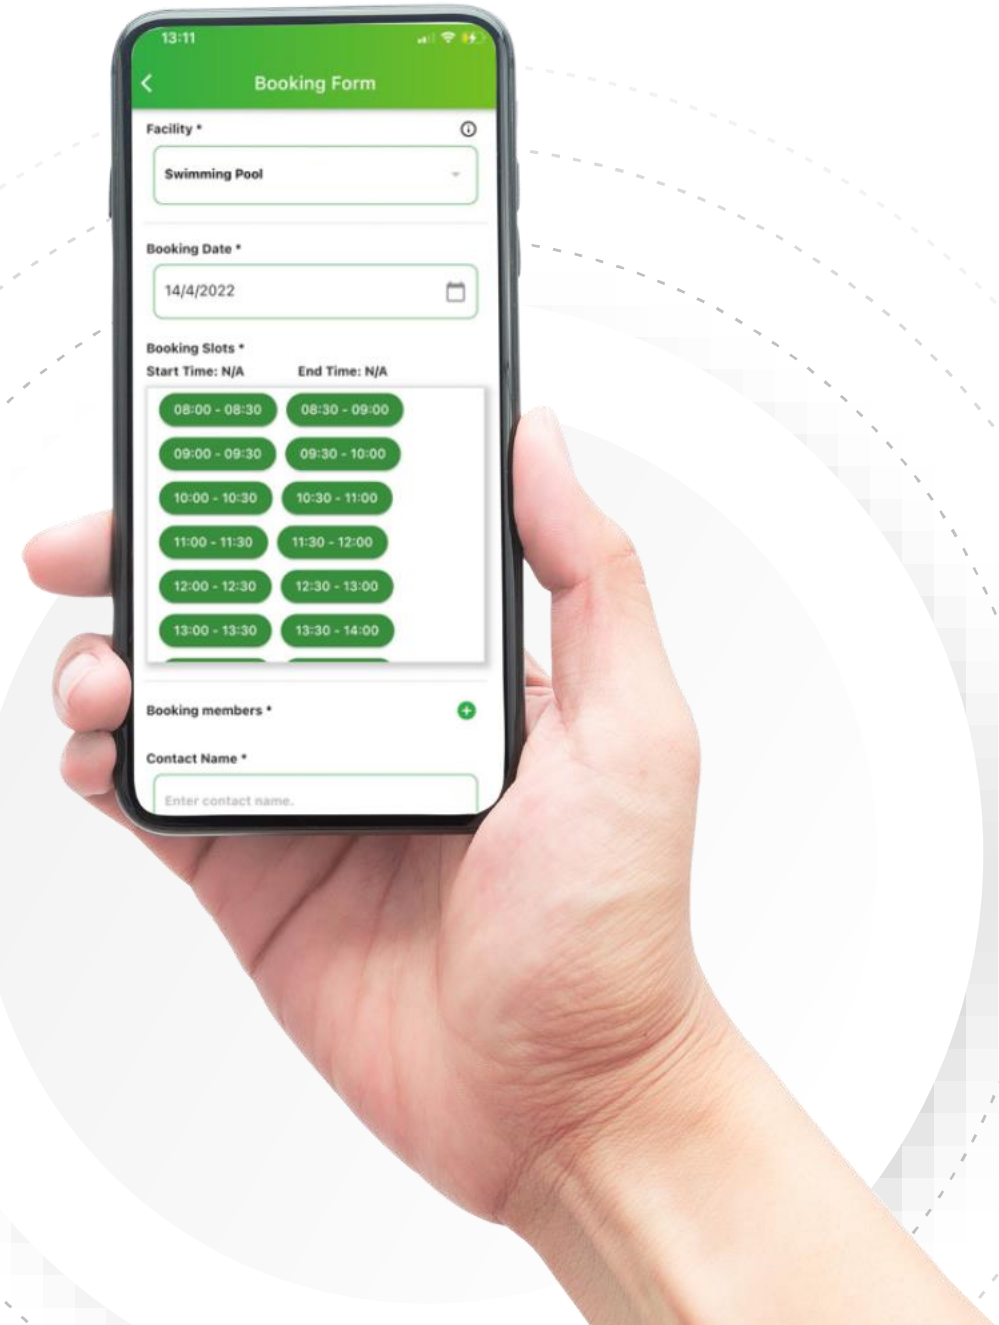 13:11
Booking Form
Facility *
Swimming Pool
Booking Date *
14/4/2022
Booking Slots *
Start Time: N/A End Time: N/A
08:00 - 08:30 08:30 - 09:00
09:00 - 09:30 09:30 - 10:00
10:00 - 10:30 10:30 - 11:00
11:00 - 11:30 11:30 - 12:00
12:00 - 12:30 12:30 - 13:00
13:00 - 13:30 13:30 - 14:00
Booking members *
Contact Name *
Enter contact name.